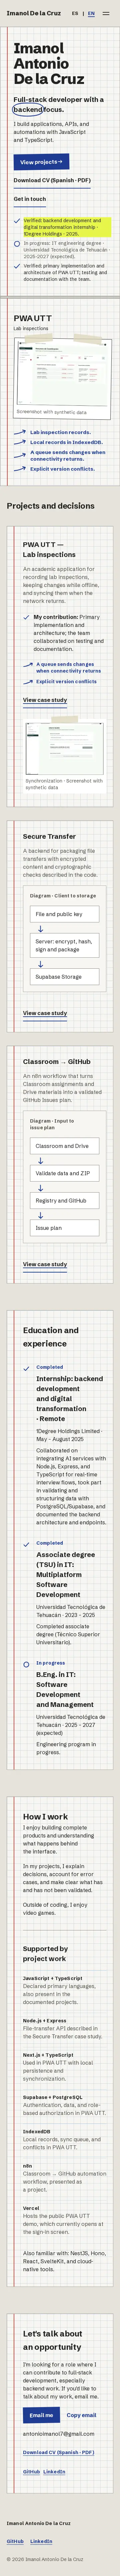 Imanol De la Cruz
ES | EN
Imanol
Antonio
De la Cruz
Full-stack developer with a
backend focus.
I build applications, APIs, and
automations with JavaScript
and TypeScript.
View projects→
Download CV (Spanish · PDF)
Get in touch
Verified: backend development and
digital transformation internship ·
1Degree Holdings · 2025.
In progress: IT engineering degree ·
Universidad Tecnológica de Tehuacán ·
2025–2027 (expected).
Verified: primary implementation and
architecture of PWA UTT; testing and
documentation with the team.
PWA UTT
Lab inspections
Screenshot with synthetic data
Lab inspection records.
Local records in IndexedDB.
A queue sends changes when
connectivity returns.
Explicit version conflicts.
Projects and decisions
PWA UTT —
Lab inspections
An academic application for
recording lab inspections,
keeping changes while offline,
and syncing them when the
network returns.
My contribution: Primary
implementation and
architecture; the team
collaborated on testing and
documentation.
A queue sends changes
when connectivity returns
Explicit version conflicts
View case study
Synchronization · Screenshot with
synthetic data
Secure Transfer
A backend for packaging file
transfers with encrypted
content and cryptographic
checks described in the code.
Diagram · Client to storage
File and public key
Server: encrypt, hash,
sign and package
Supabase Storage
View case study
Classroom → GitHub
An n8n workflow that turns
Classroom assignments and
Drive materials into a validated
GitHub Issues plan.
Diagram · Input to
issue plan
Classroom and Drive
Validate data and ZIP
Registry and GitHub
Issue plan
View case study
Education and
experience
Completed
Internship: backend
development
and digital
transformation
· Remote
1Degree Holdings Limited ·
May – August 2025
Collaborated on
integrating AI services with
Node.js, Express, and
TypeScript for real-time
interview flows, took part
in validating and
structuring data with
PostgreSQL/Supabase, and
documented the backend
architecture and endpoints.
Completed
Associate degree
(TSU) in IT:
Multiplatform
Software
Development
Universidad Tecnológica de
Tehuacán · 2023 – 2025
Completed associate
degree (Técnico Superior
Universitario).
In progress
B.Eng. in IT:
Software
Development
and Management
Universidad Tecnológica de
Tehuacán · 2025 – 2027
(expected)
Engineering program in
progress.
How I work
I enjoy building complete
products and understanding
what happens behind
the interface.
In my projects, I explain
decisions, account for error
cases, and make clear what has
and has not been validated.
Outside of coding, I enjoy
video games.
Supported by
project work
JavaScript + TypeScript
Declared primary languages,
also present in the
documented projects.
Node.js + Express
File-transfer API described in
the Secure Transfer case study.
Next.js + TypeScript
Used in PWA UTT with local
persistence and
synchronization.
Supabase + PostgreSQL
Authentication, data, and role-
based authorization in PWA UTT.
IndexedDB
Local records, sync queue, and
conflicts in PWA UTT.
n8n
Classroom → GitHub automation
workflow, presented as
a project.
Vercel
Hosts the public PWA UTT
demo, which currently opens at
the sign-in screen.
Also familiar with: NestJS, Hono,
React, SvelteKit, and cloud-
native tools.
Let's talk about
an opportunity
I'm looking for a role where I
can contribute to full-stack
development, especially
backend work. If you'd like to
talk about my work, email me.
Email me
Copy email
antonioimanol7@gmail.com
Download CV (Spanish · PDF)
GitHub LinkedIn
Imanol Antonio De la Cruz
GitHub LinkedIn
© 2026 Imanol Antonio De la Cruz